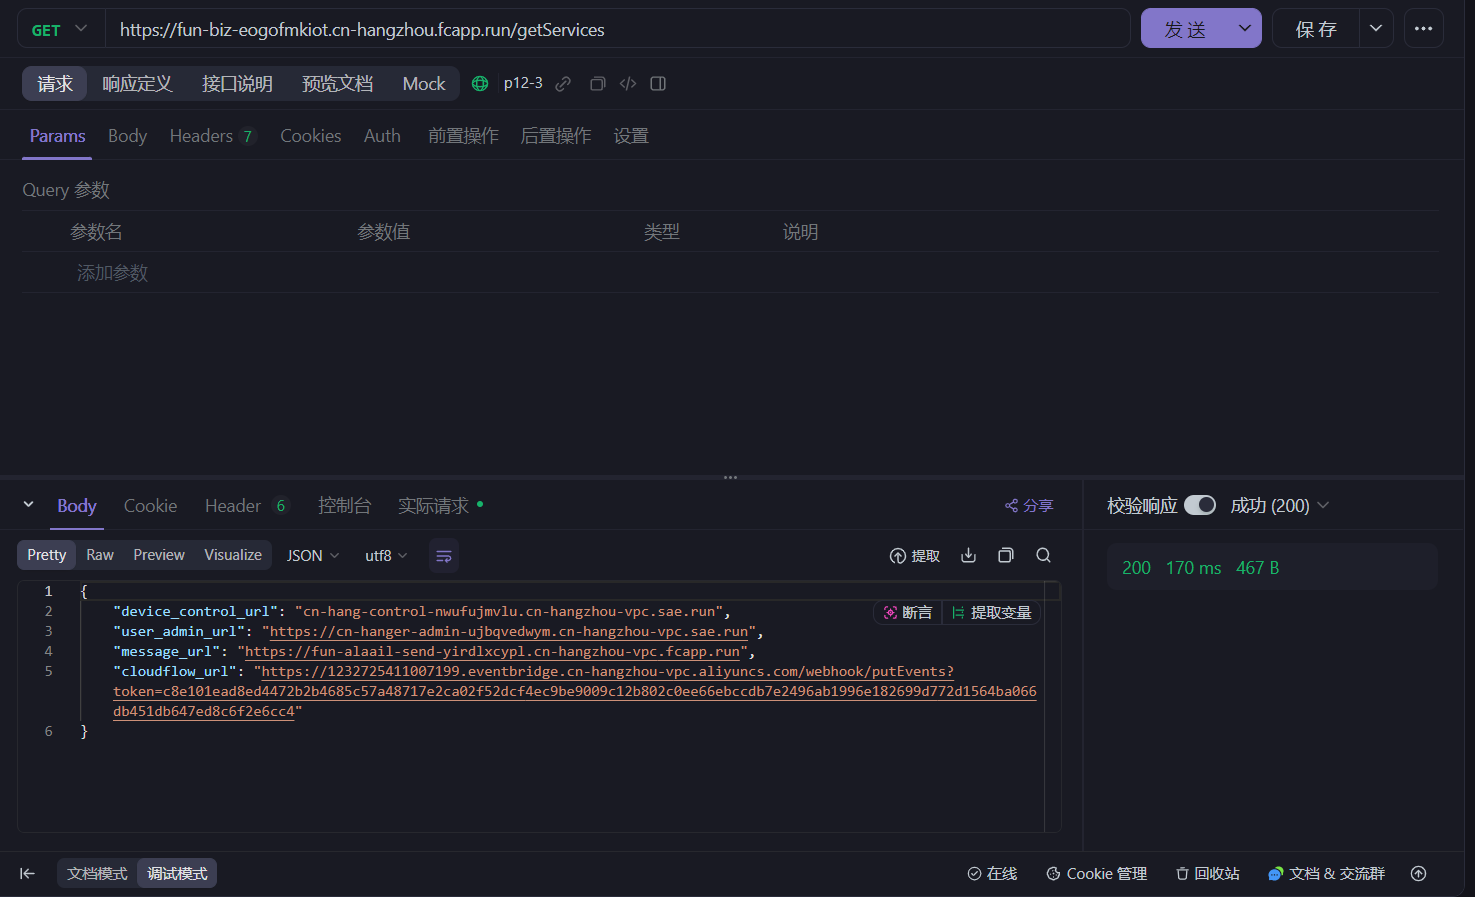 GET https://fun-biz-eogofmkiot.cn-hangzhou.fcapp.run/getServices 发送 保存
请求 响应定义 接口说明 预览文档 Mock p12-3
Params Body Headers 7 Cookies Auth 前置操作 后置操作 设置
Query 参数
参数名 参数值 类型 说明
添加参数
Body Cookie Header 6 控制台 实际请求 分享 校验响应 成功 (200)
Pretty Raw Preview Visualize JSON utf8 提取
200 170 ms 467 B
1 {
2 "device_control_url": "cn-hang-control-nwufujmvlu.cn-hangzhou-vpc.sae.run", 断言 提取变量
3 "user_admin_url": "https://cn-hanger-admin-ujbqvedwym.cn-hangzhou-vpc.sae.run",
4 "message_url": "https://fun-alaail-send-yirdlxcypl.cn-hangzhou-vpc.fcapp.run",
5 "cloudflow_url": "https://1232725411007199.eventbridge.cn-hangzhou-vpc.aliyuncs.com/webhook/putEvents?
token=c8e101ead8ed4472b2b4685c57a48717e2ca02f52dcf4ec9be9009c12b802c0ee66ebccdb7e2496ab1996e182699d772d1564ba066
db451db647ed8c6f2e6cc4"
6 }
文档模式 调试模式 在线 Cookie 管理 回收站 文档 & 交流群